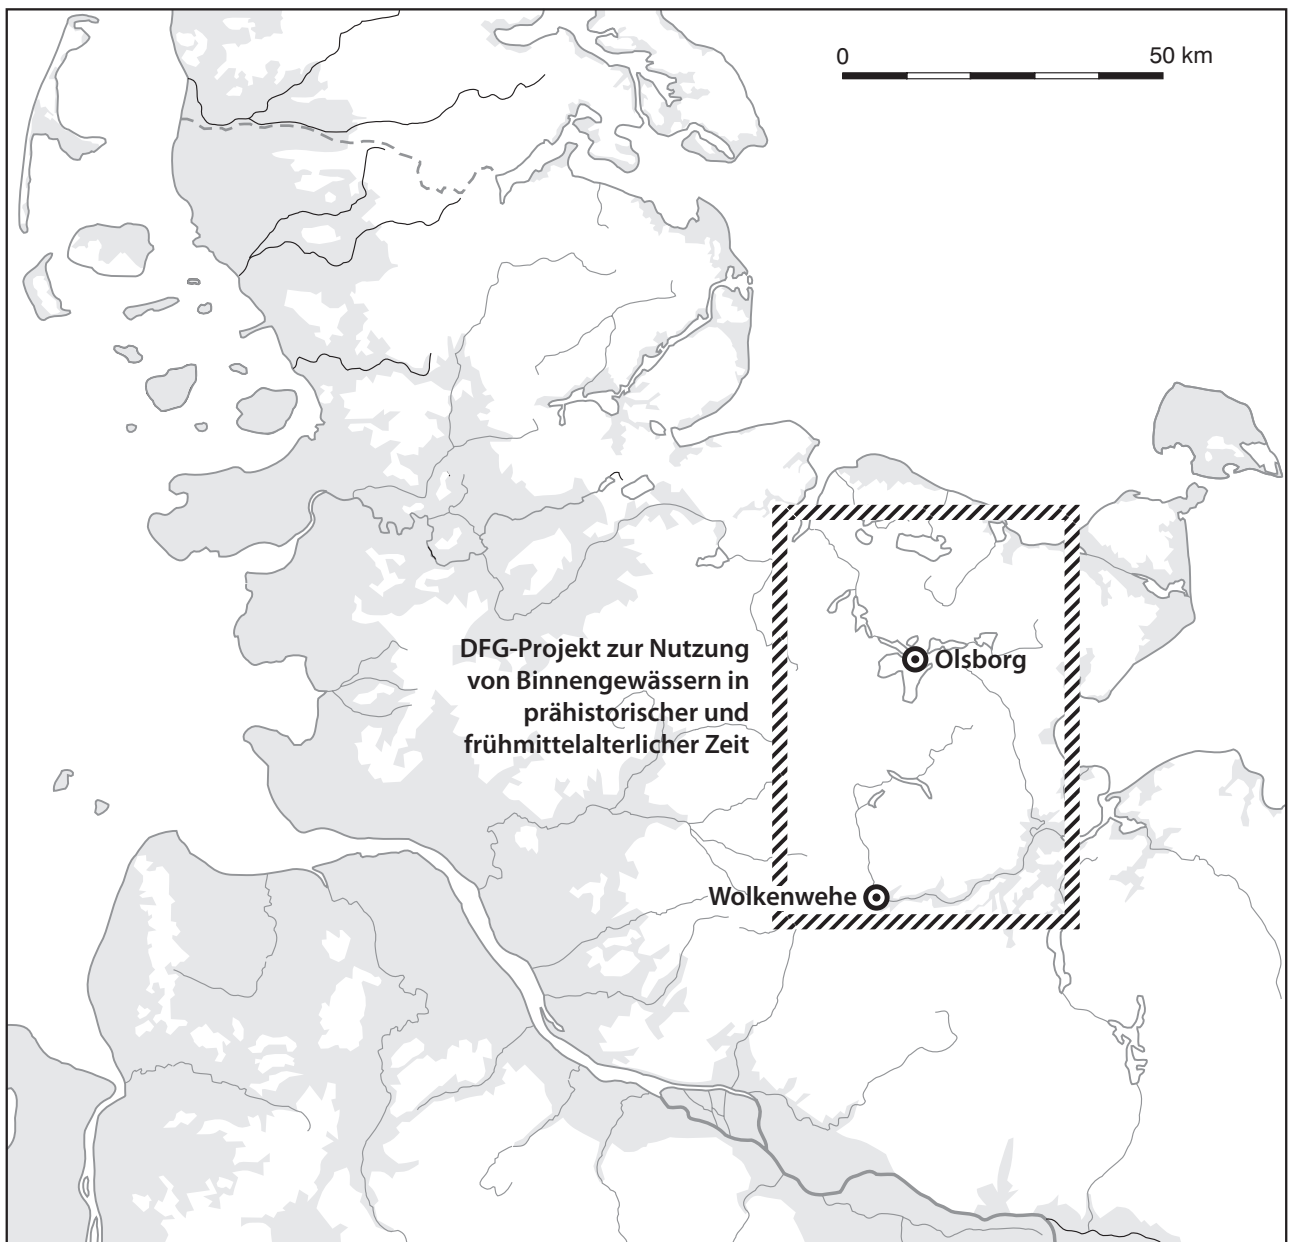 0 50 km
DFG-Projekt zur Nutzung
von Binnengewässern in
prähistorischer und
frühmittelalterlicher Zeit
Olsborg
Wolkenwehe